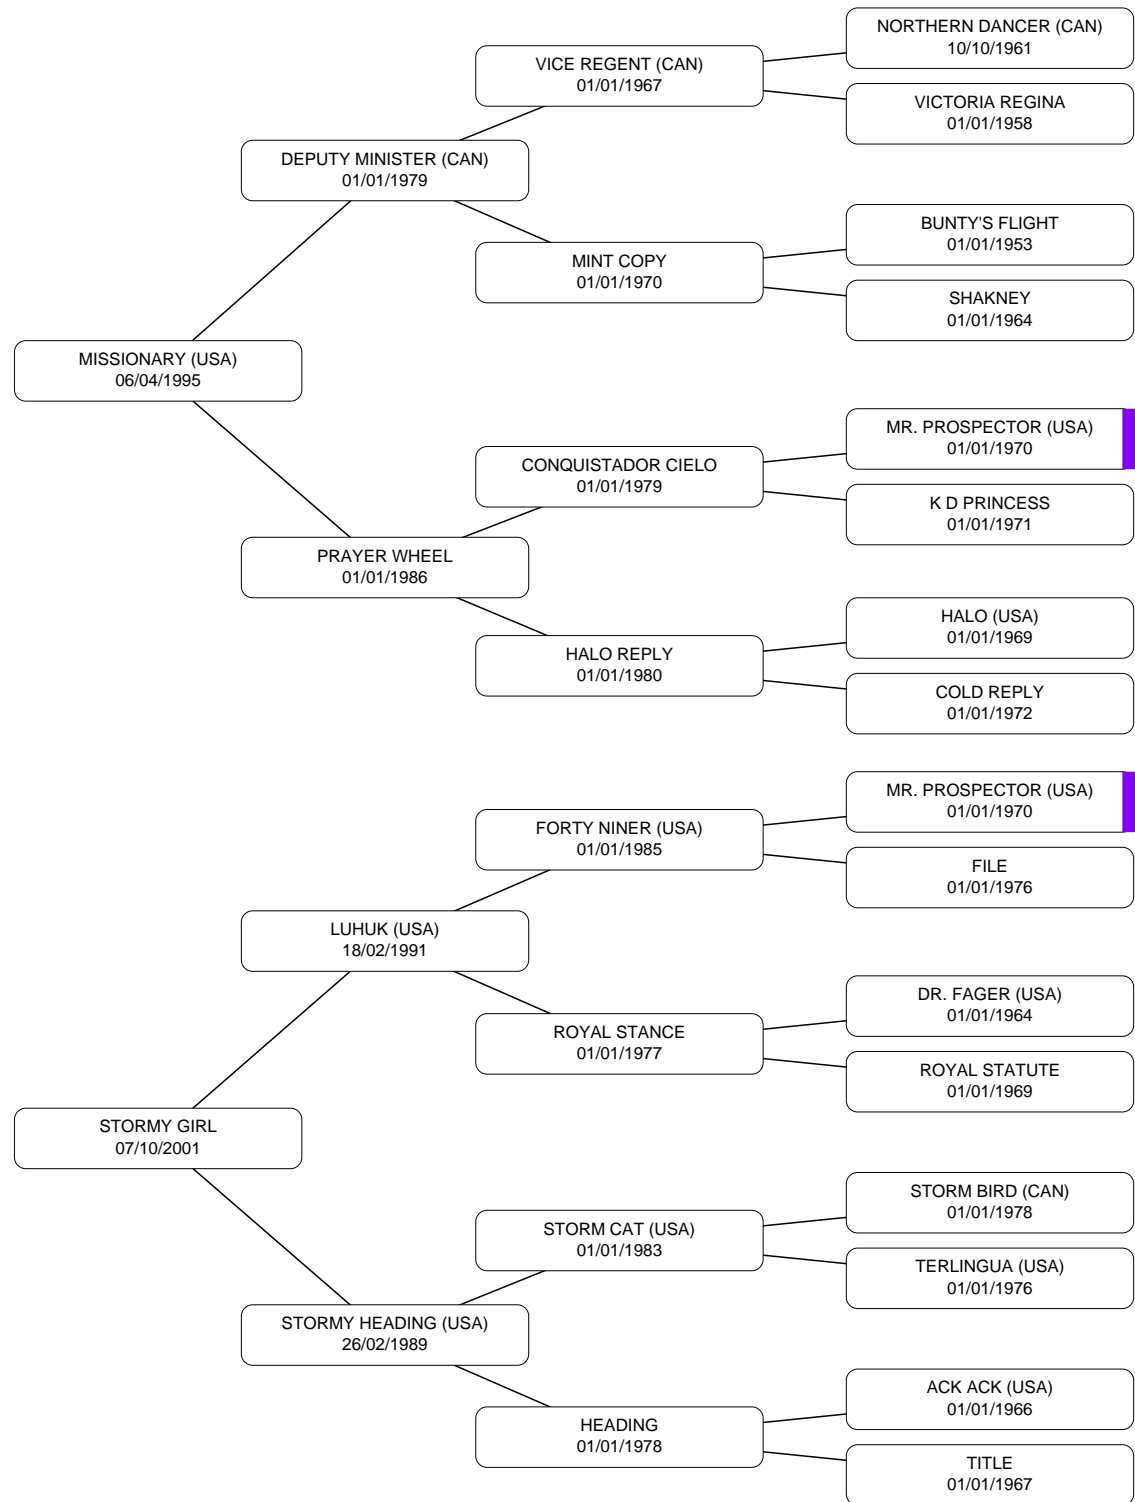 NORTHERN DANCER (CAN)
10/10/1961
VICE REGENT (CAN)
01/01/1967
VICTORIA REGINA
01/01/1958
DEPUTY MINISTER (CAN)
01/01/1979
BUNTY'S FLIGHT
01/01/1953
MINT COPY
01/01/1970
SHAKNEY
01/01/1964
MISSIONARY (USA)
06/04/1995
MR. PROSPECTOR (USA)
01/01/1970
CONQUISTADOR CIELO
01/01/1979
K D PRINCESS
01/01/1971
PRAYER WHEEL
01/01/1986
HALO (USA)
01/01/1969
HALO REPLY
01/01/1980
COLD REPLY
01/01/1972
MR. PROSPECTOR (USA)
01/01/1970
FORTY NINER (USA)
01/01/1985
FILE
01/01/1976
LUHUK (USA)
18/02/1991
DR. FAGER (USA)
01/01/1964
ROYAL STANCE
01/01/1977
ROYAL STATUTE
01/01/1969
STORMY GIRL
07/10/2001
STORM BIRD (CAN)
01/01/1978
STORM CAT (USA)
01/01/1983
TERLINGUA (USA)
01/01/1976
STORMY HEADING (USA)
26/02/1989
ACK ACK (USA)
01/01/1966
HEADING
01/01/1978
TITLE
01/01/1967